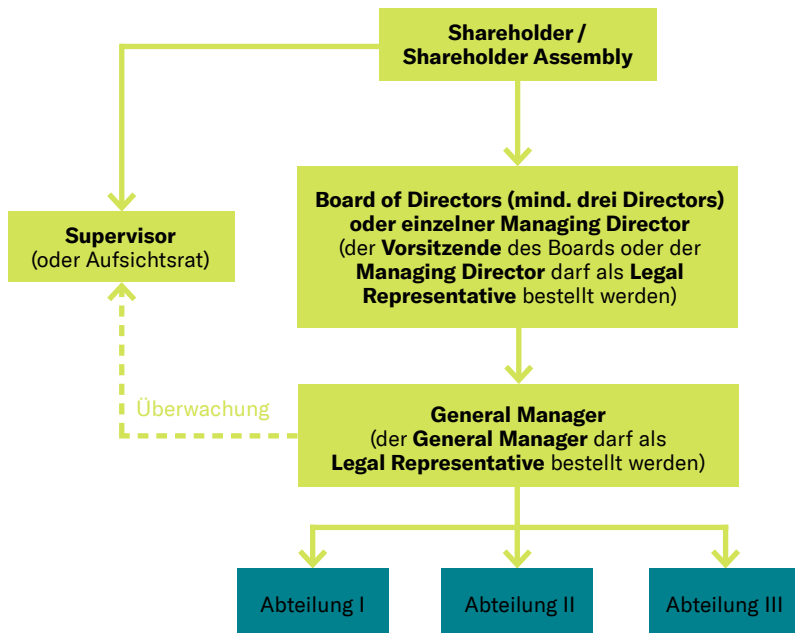 Shareholder /
Shareholder Assembly
Board of Directors (mind. drei Directors)
oder einzelner Managing Director
(der Vorsitzende des Boards oder der
Managing Director darf als Legal
Representative bestellt werden)
Supervisor
(oder Aufsichtsrat)
Überwachung
General Manager
(der General Manager darf als
Legal Representative bestellt werden)
Abteilung I
Abteilung II
Abteilung III